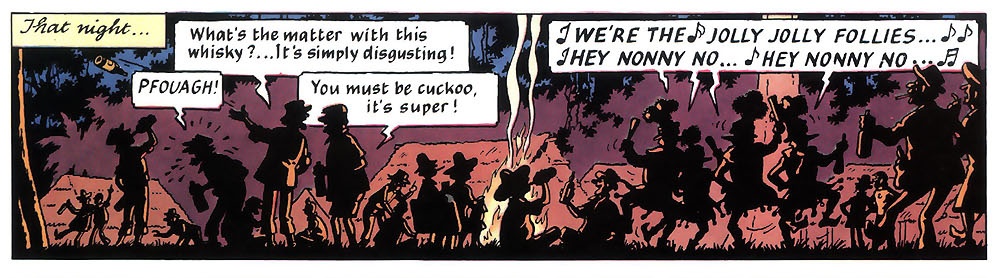 That night...
What's the matter with this
whisky?...It's simply disgusting!
PFOUAGH!
You must be cuckoo,
it's super!
♪ WE'RE THE ♪ JOLLY JOLLY FOLLIES... ♪ ♪
♪ HEY NONNY NO... ♪ HEY NONNY NO.... ♬